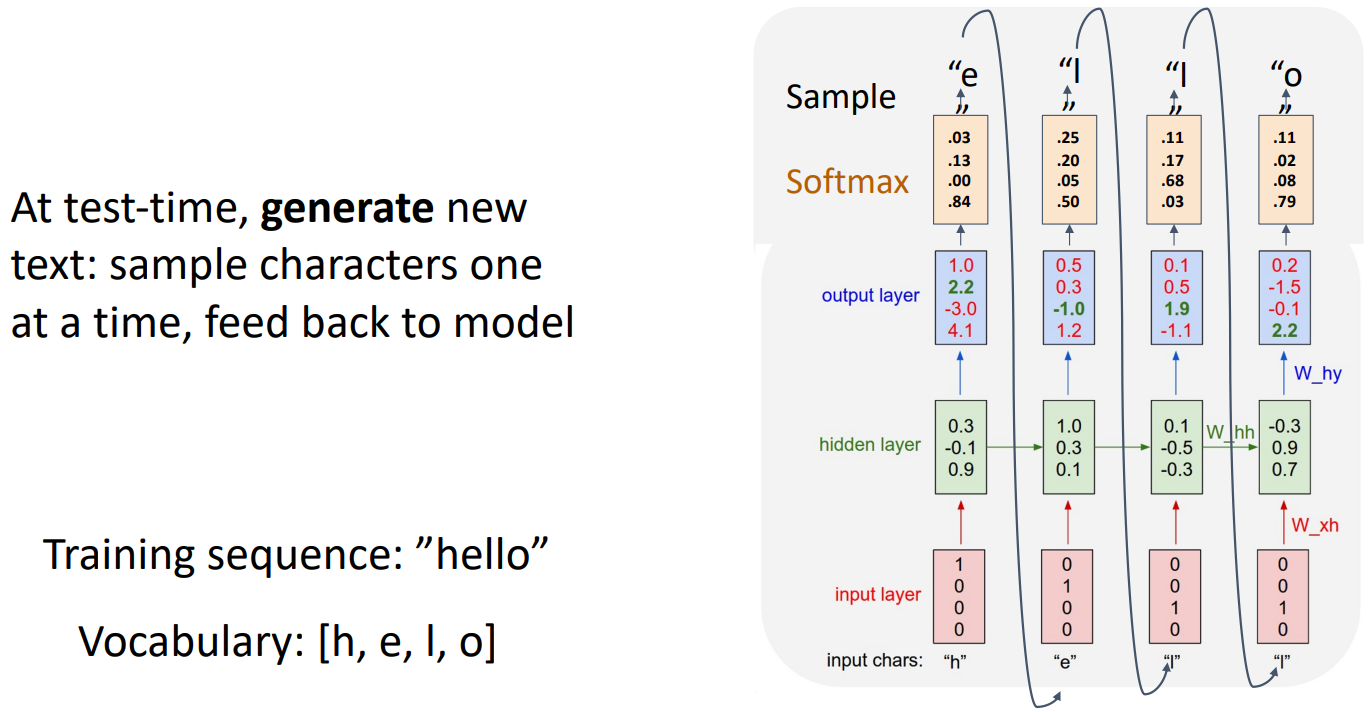 At test-time, generate new
text: sample characters one
at a time, feed back to model
Training sequence: ”hello”
Vocabulary: [h, e, l, o]
Sample “e ” “l ” “l ” “o ”
.03 .25 .11 .11
.13 .20 .17 .02
Softmax .00 .05 .68 .08
.84 .50 .03 .79
1.0 0.5 0.1 0.2
output layer 2.2 0.3 0.5 -1.5
-3.0 -1.0 1.9 -0.1
4.1 1.2 -1.1 2.2
W_hy
0.3 1.0 0.1 W_hh -0.3
hidden layer -0.1 0.3 -0.5 0.9
0.9 0.1 -0.3 0.7
W_xh
1 0 0 0
input layer 0 1 0 0
0 0 1 1
0 0 0 0
input chars: “h” “e” “l” “l”